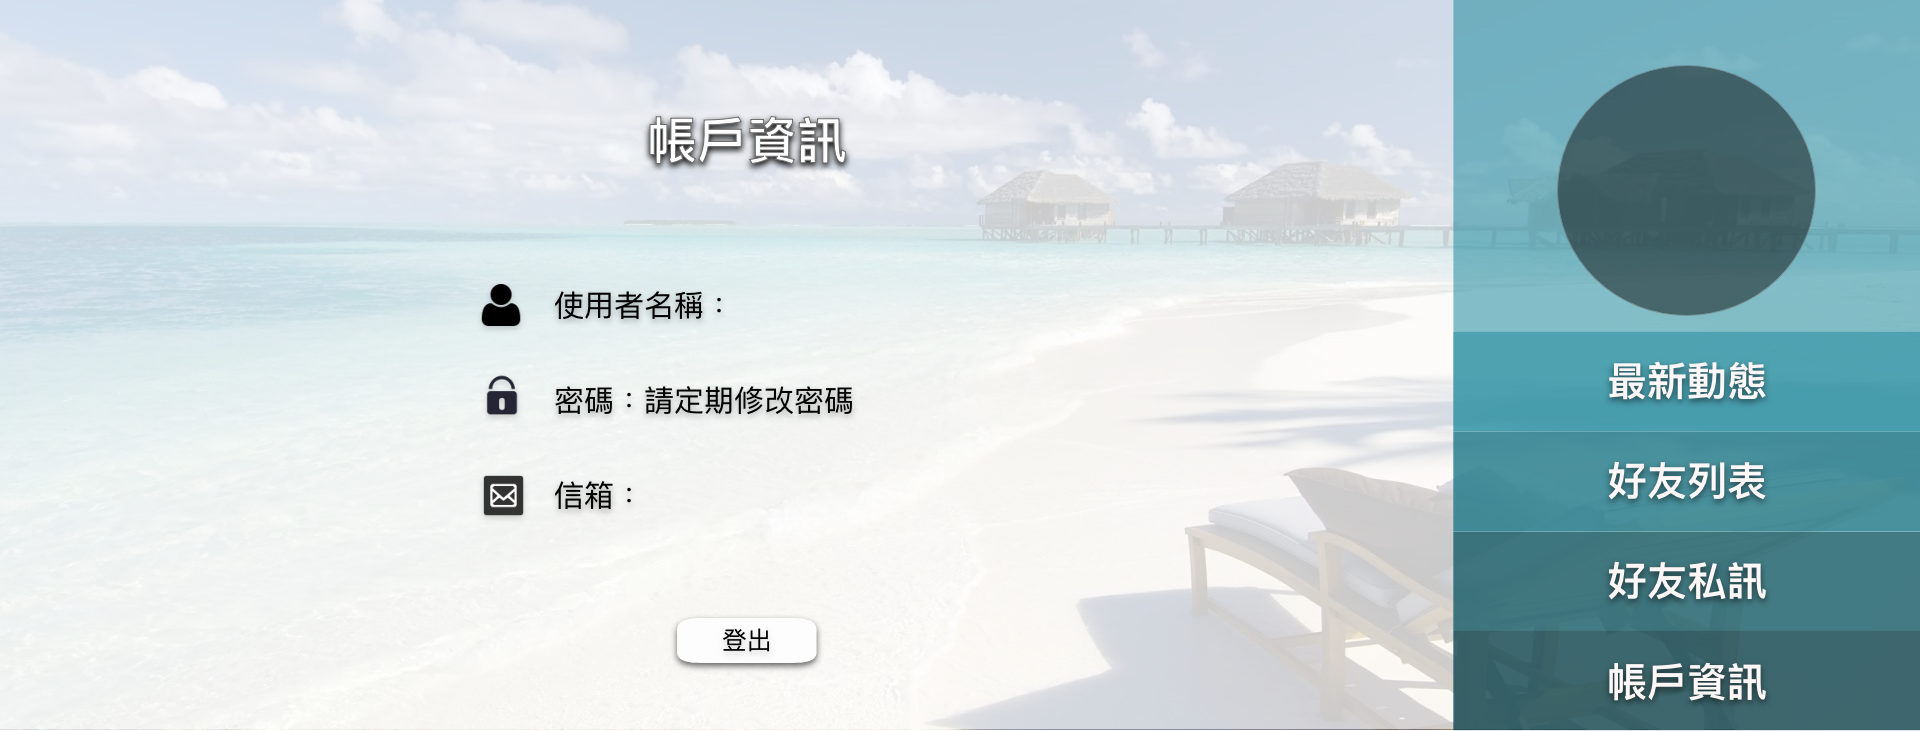 帳戶資訊
使用者名稱：
密碼：請定期修改密碼
信箱：
登出
最新動態
好友列表
好友私訊
帳戶資訊